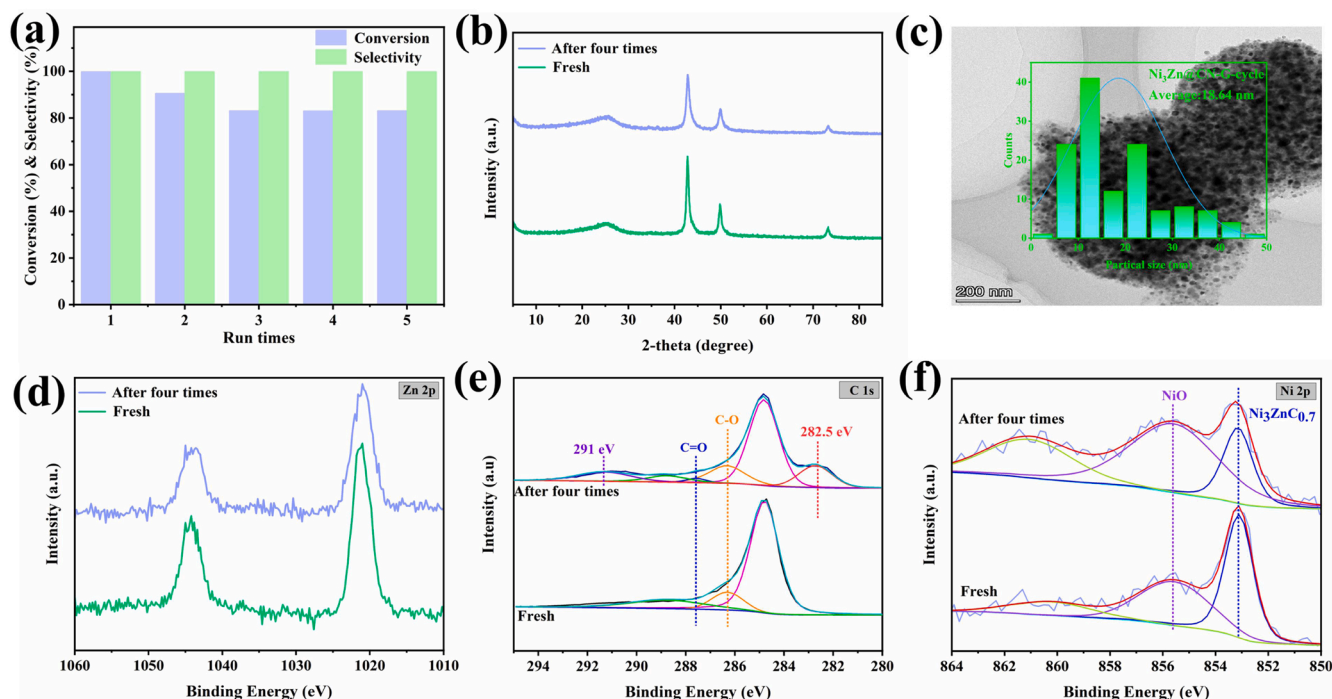 (a)
Conversion
Selectivity
Conversion (%) & Selectivity (%)
100
80
60
40
20
0
1 2 3 4 5
Run times
(b)
After four times
Fresh
Intensity (a.u.)
10 20 30 40 50 60 70 80
2-theta (degree)
(c)
Average:18.64 nm
Counts
40
30
20
10
0
0 10 20 30 40 50
Partical size (nm)
200 nm
(d)
After four times
Fresh
Zn 2p
Intensity (a.u.)
1060 1050 1040 1030 1020 1010
Binding Energy (eV)
(e)
C 1s
291 eV
C=O
C-O
282.5 eV
After four times
Fresh
Intensity (a.u.)
294 292 290 288 286 284 282 280
Binding Energy (eV)
(f)
Ni 2p
NiO
Ni₃ZnC₀.₇
After four times
Fresh
Intensity (a.u.)
864 862 860 858 856 854 852 850
Binding Energy (eV)